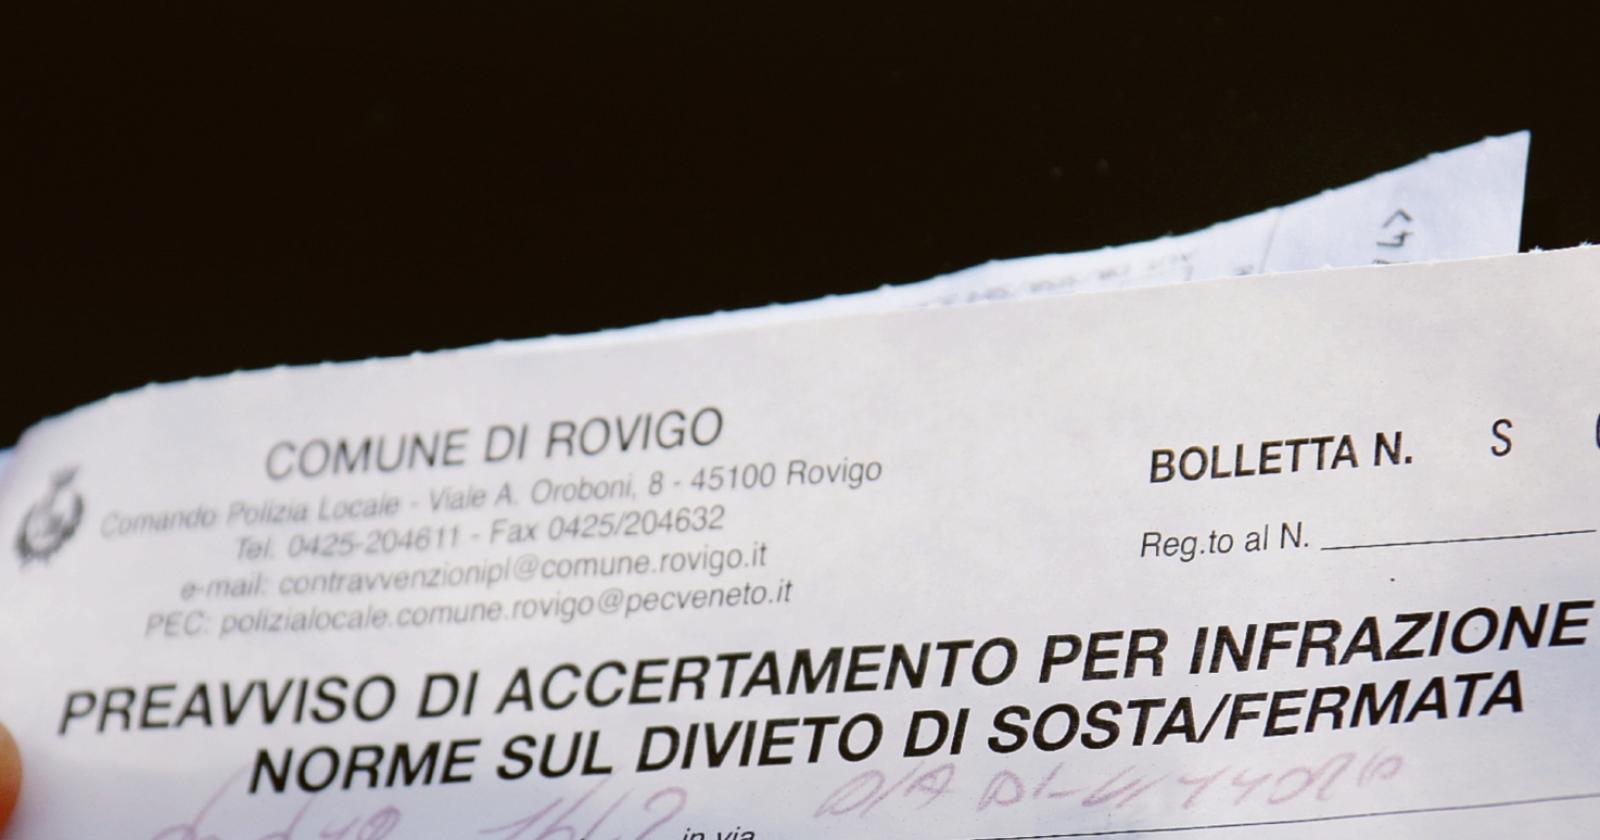 COMUNE DI ROVIGO
Comando Polizia Locale - Viale A. Oroboni, 8 - 45100 Rovigo
Tel. 0425-204611 - Fax 0425/204632
e-mail: contravvenzionipl@comune.rovigo.it
PEC: polizialocale.comune.rovigo@pecveneto.it
BOLLETTA N. S
Reg.to al N.
PREAVVISO DI ACCERTAMENTO PER INFRAZIONE
NORME SUL DIVIETO DI SOSTA/FERMATA
in via